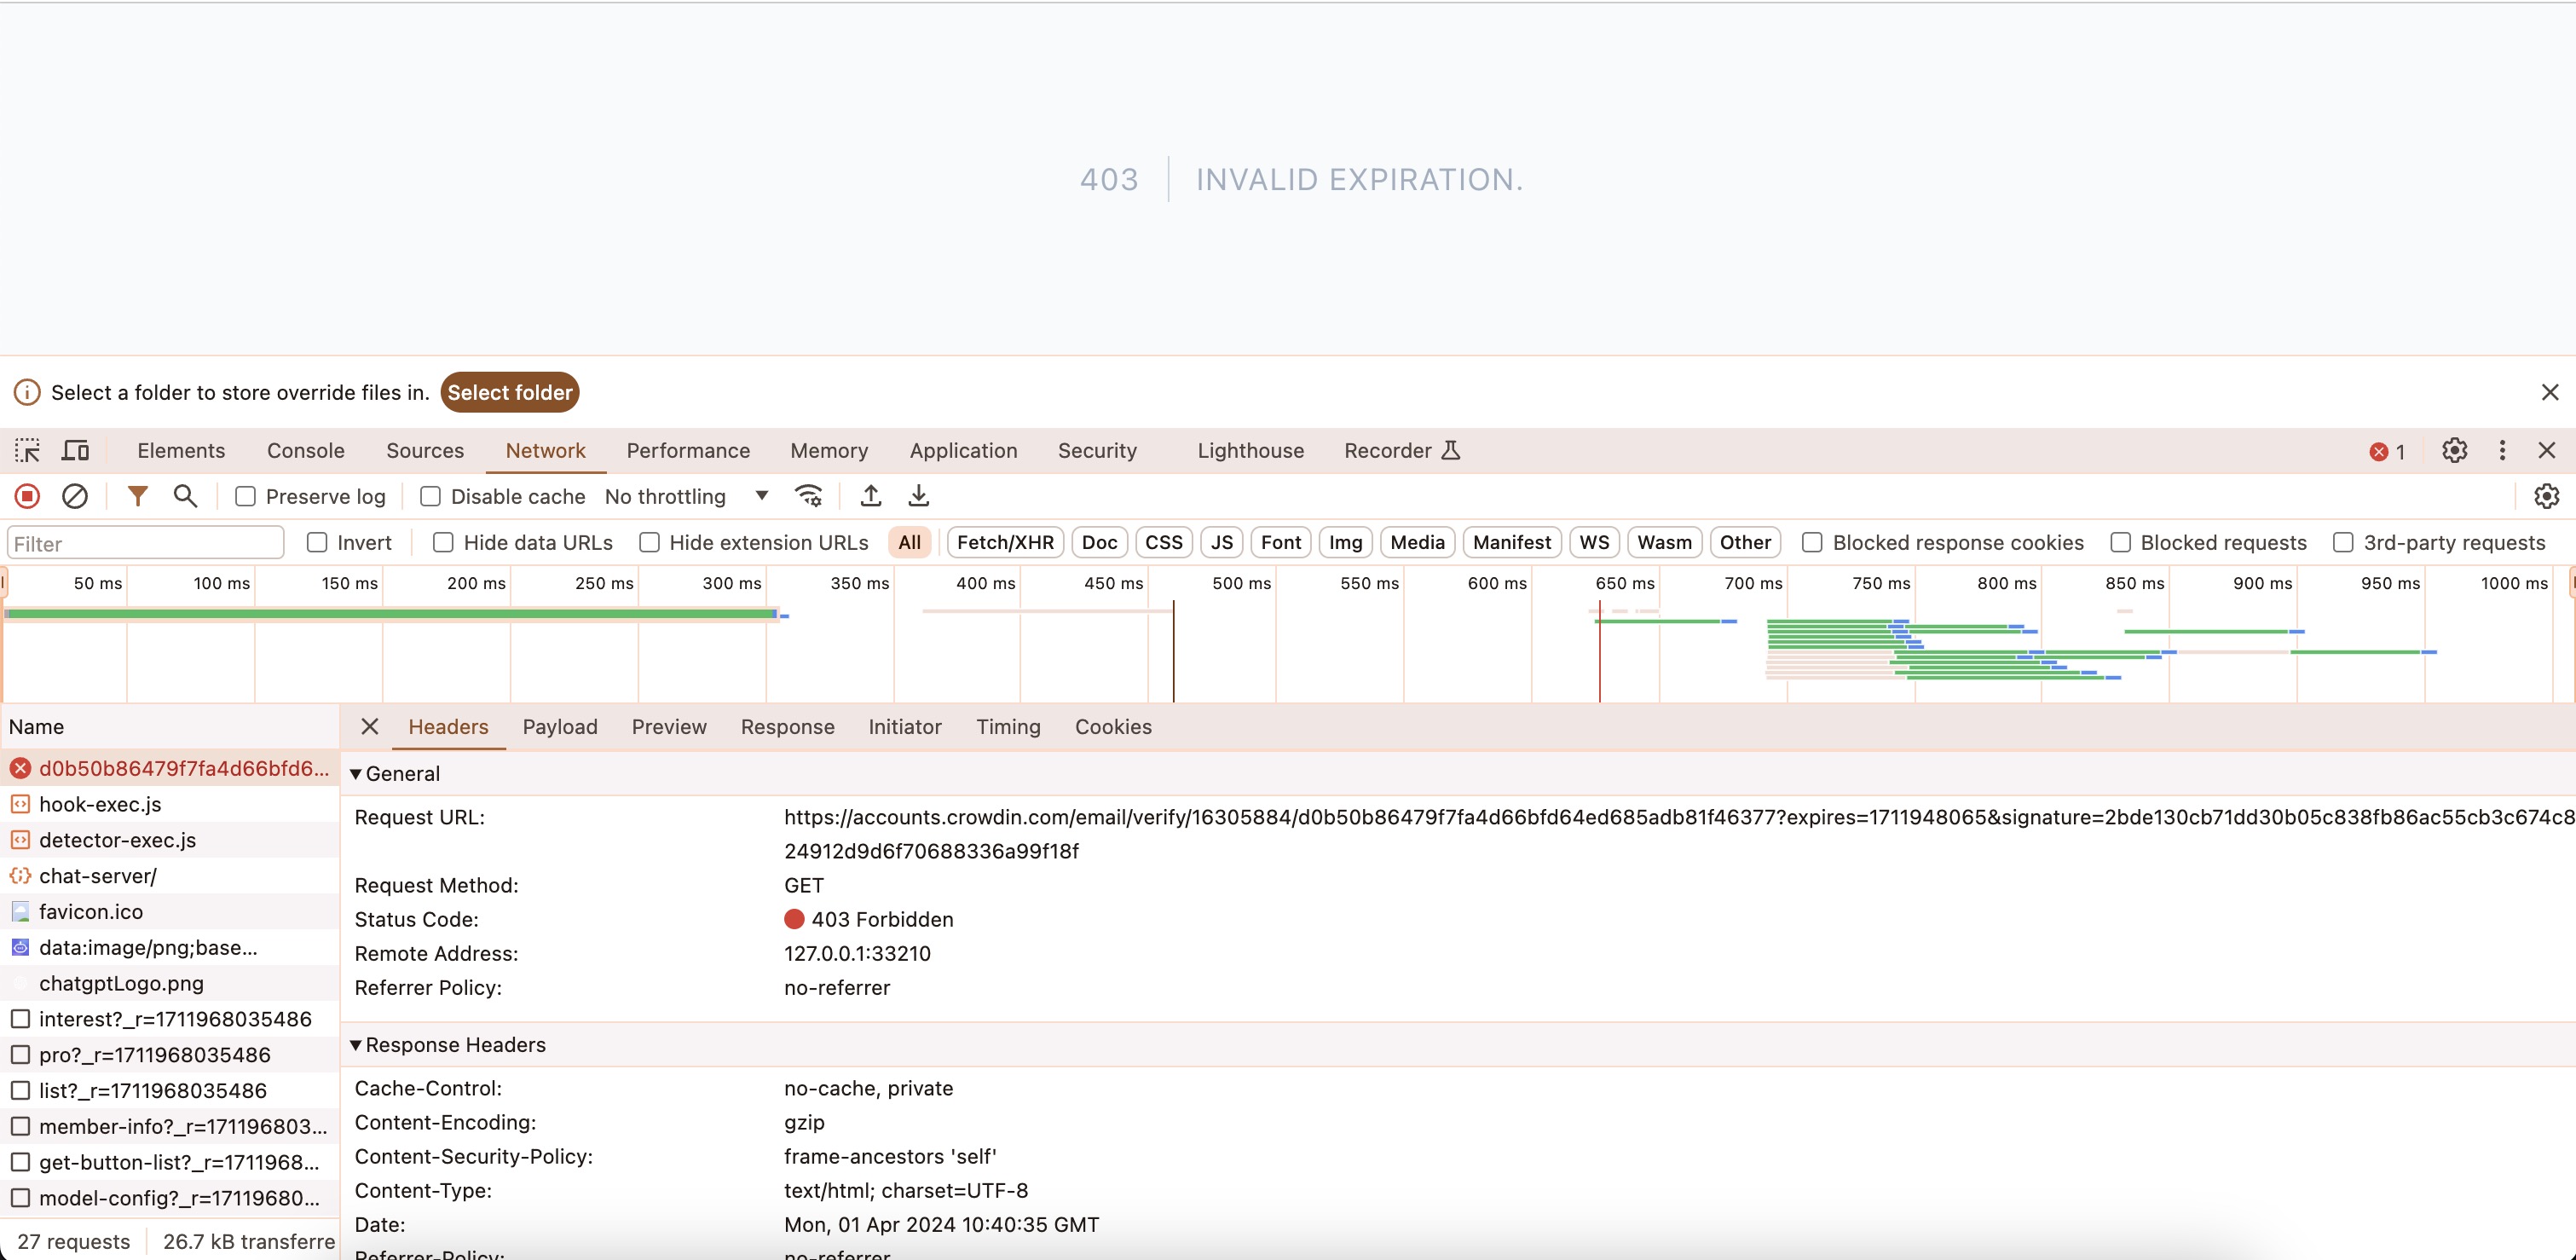 403 INVALID EXPIRATION.
Select a folder to store override files in. Select folder
Elements Console Sources Network Performance Memory Application Security Lighthouse Recorder 1
Preserve log Disable cache No throttling
Filter Invert Hide data URLs Hide extension URLs All Fetch/XHR Doc CSS JS Font Img Media Manifest WS Wasm Other Blocked response cookies Blocked requests 3rd-party requests
50 ms 100 ms 150 ms 200 ms 250 ms 300 ms 350 ms 400 ms 450 ms 500 ms 550 ms 600 ms 650 ms 700 ms 750 ms 800 ms 850 ms 900 ms 950 ms 1000 ms
Name
d0b50b86479f7fa4d66bfd6...
hook-exec.js
detector-exec.js
chat-server/
favicon.ico
data:image/png;base...
chatgptLogo.png
interest?_r=1711968035486
pro?_r=1711968035486
list?_r=1711968035486
member-info?_r=171196803...
get-button-list?_r=1711968...
model-config?_r=17119680...
27 requests 26.7 kB transferre
Headers Payload Preview Response Initiator Timing Cookies
General
Request URL: https://accounts.crowdin.com/email/verify/16305884/d0b50b86479f7fa4d66bfd64ed685adb81f46377?expires=1711948065&signature=2bde130cb71dd30b05c838fb86ac55cb3c674c8
24912d9d6f70688336a99f18f
Request Method: GET
Status Code: 403 Forbidden
Remote Address: 127.0.0.1:33210
Referrer Policy: no-referrer
Response Headers
Cache-Control: no-cache, private
Content-Encoding: gzip
Content-Security-Policy: frame-ancestors 'self'
Content-Type: text/html; charset=UTF-8
Date: Mon, 01 Apr 2024 10:40:35 GMT
Referrer-Policy: no-referrer